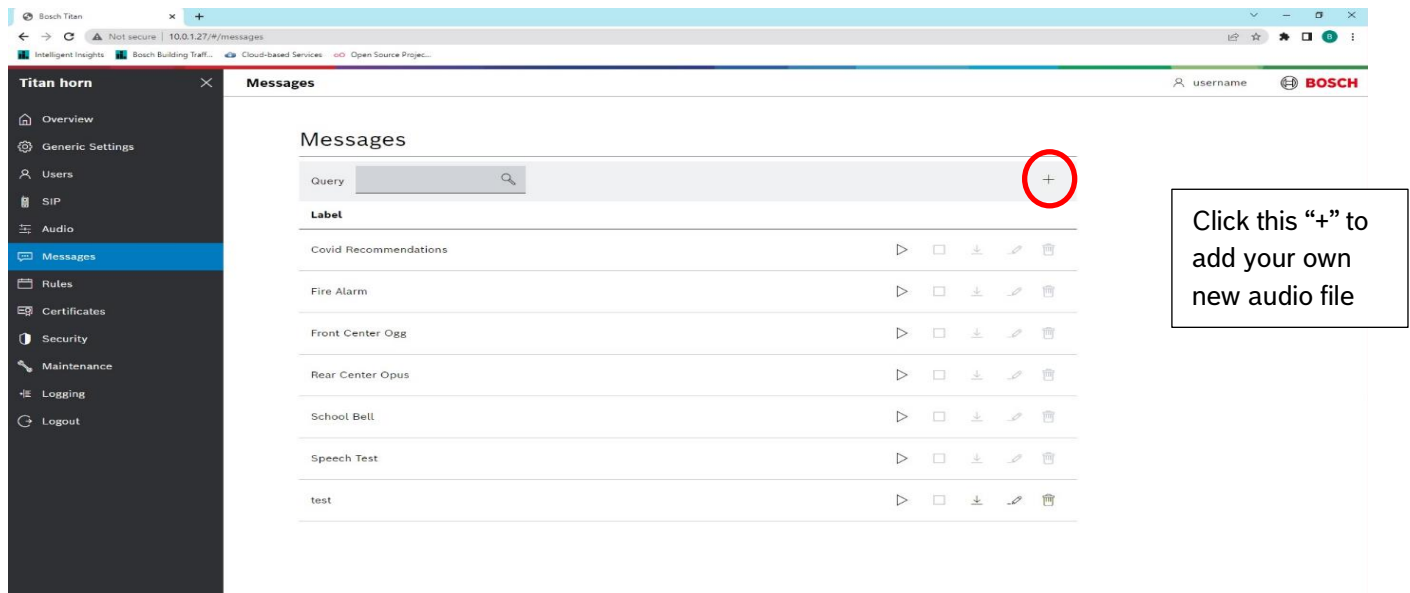 Bosch Titan
Not secure | 10.0.1.27/#/messages
Intelligent Insights Bosch Building Traff... Cloud-based Services Open Source Projec...
B
Titan horn
Messages
username
BOSCH
Overview
Generic Settings
Users
SIP
Audio
Messages
Rules
Certificates
Security
Maintenance
Logging
Logout
Messages
Query
+
Label
Covid Recommendations
Fire Alarm
Front Center Ogg
Rear Center Opus
School Bell
Speech Test
test
Click this “+” to
add your own
new audio file